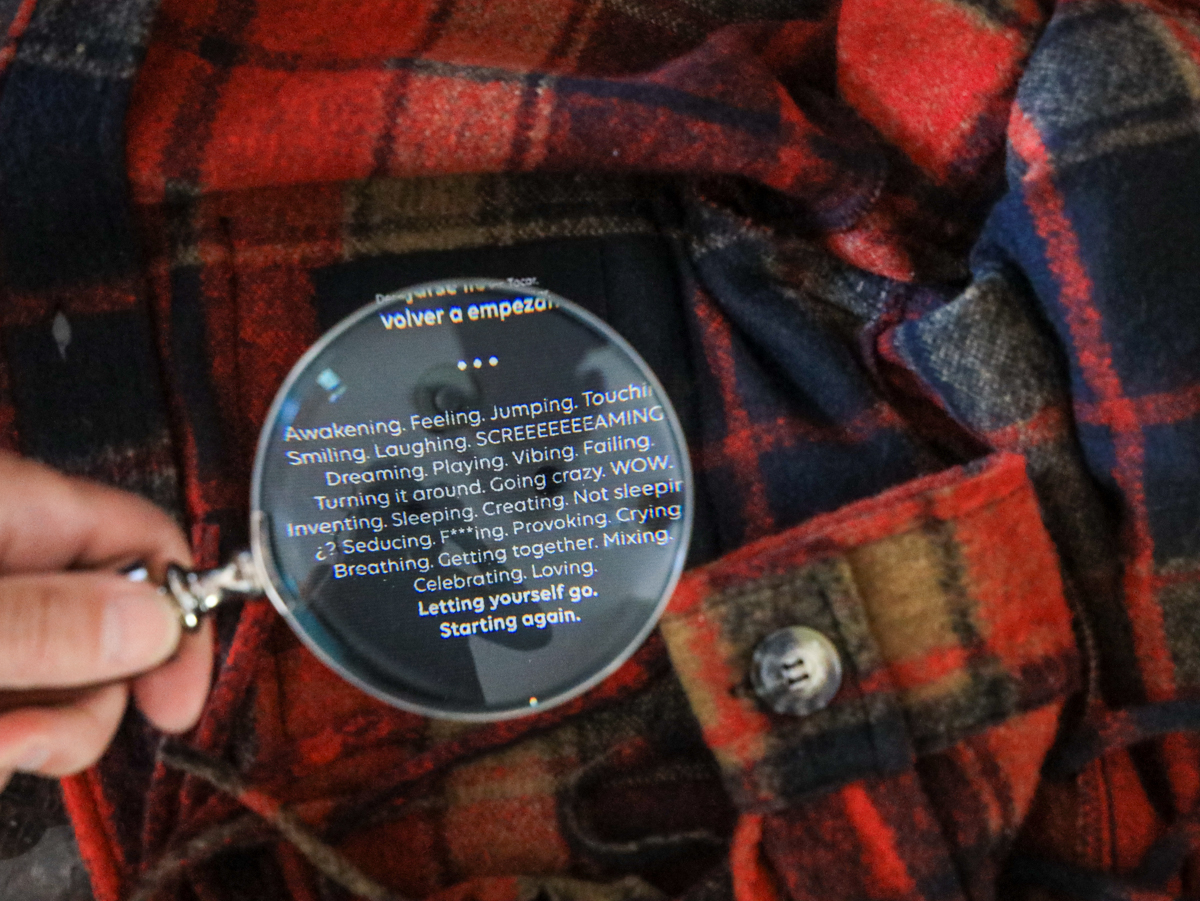 Tocar.
volver a empezar
Awakening. Feeling. Jumping. Touchi
Smiling. Laughing. SCREEEEEEEAMING
Dreaming. Playing. Vibing. Failing.
Turning it around. Going crazy. WOW.
Inventing. Sleeping. Creating. Not sleepin
¿? Seducing. F***ing. Provoking. Crying
Breathing. Getting together. Mixing.
Celebrating. Loving.
Letting yourself go.
Starting again.